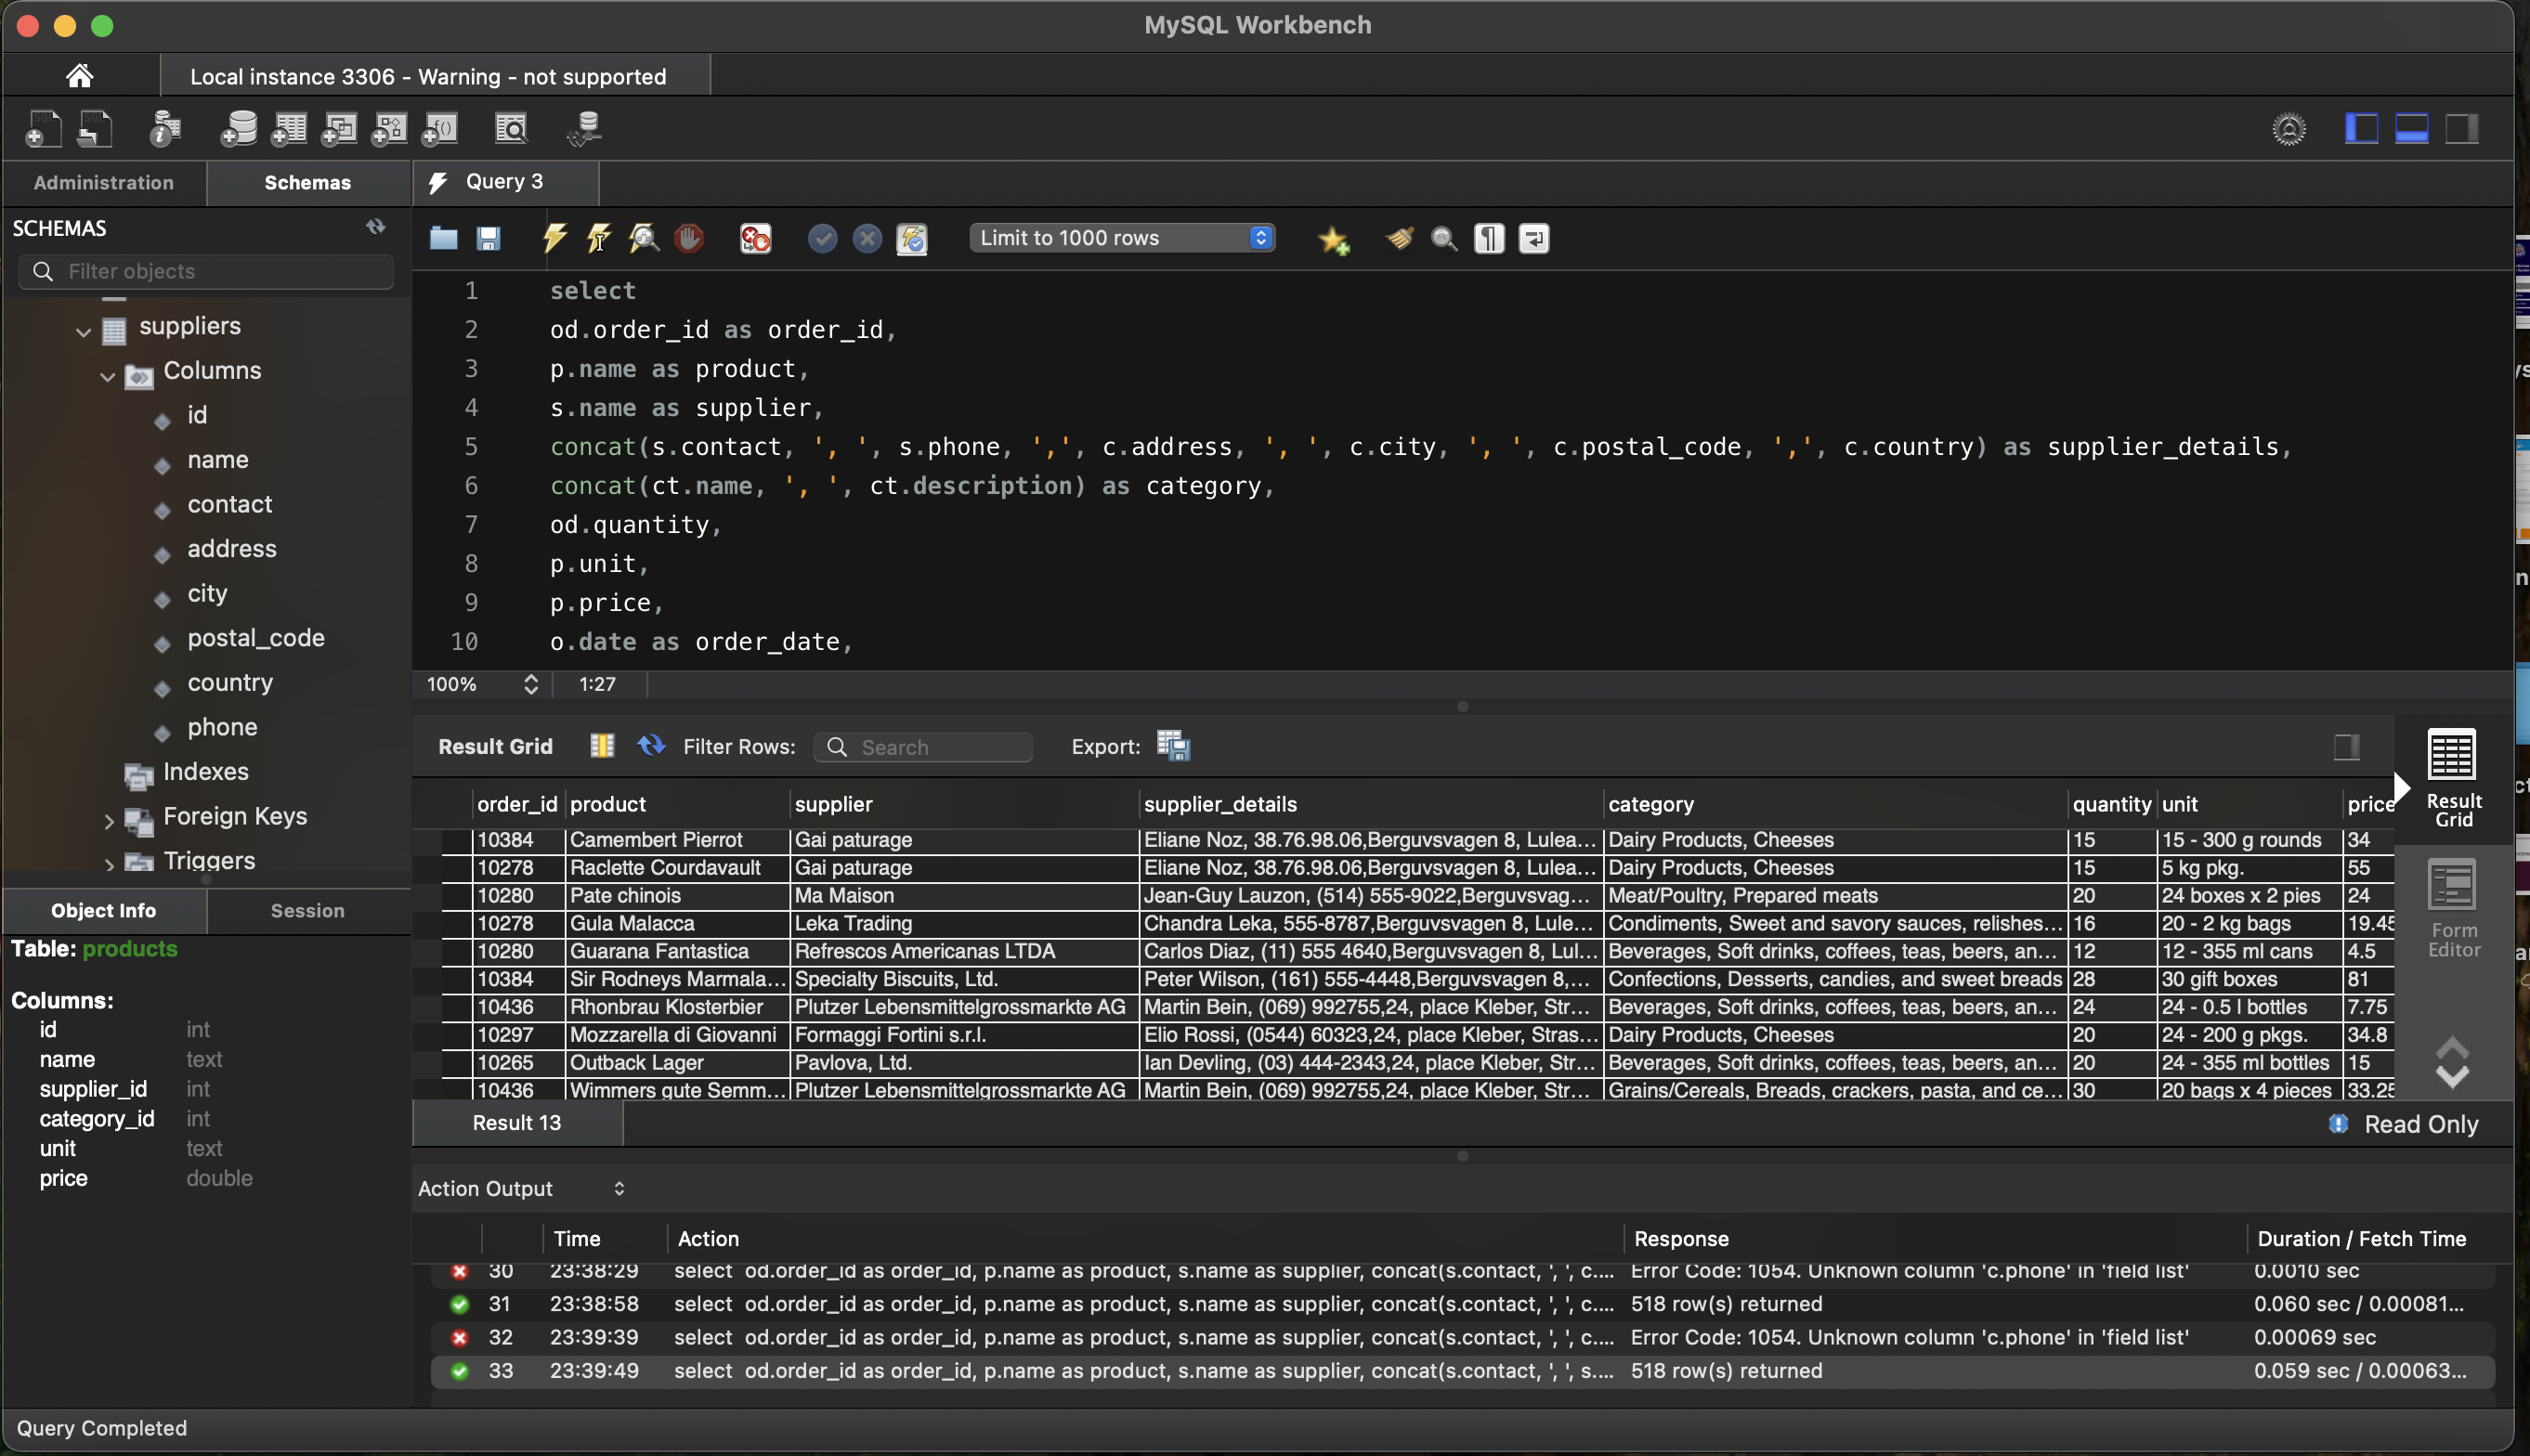 MySQL Workbench
Local instance 3306 - Warning - not supported
Administration
Schemas
Query 3
SCHEMAS
Filter objects
Limit to 1000 rows
suppliers
Columns
id
name
contact
address
city
postal_code
country
phone
Indexes
Foreign Keys
Triggers
Object Info
Session
Table: products
Columns:
id int
name text
supplier_id int
category_id int
unit text
price double
1 select
2 od.order_id as order_id,
3 p.name as product,
4 s.name as supplier,
5 concat(s.contact, ', ', s.phone, ',', c.address, ', ', c.city, ', ', c.postal_code, ',', c.country) as supplier_details,
6 concat(ct.name, ', ', ct.description) as category,
7 od.quantity,
8 p.unit,
9 p.price,
10 o.date as order_date,
100% 1:27
Result Grid Filter Rows: Search Export:
order_id product supplier supplier_details category quantity unit price
10384 Camembert Pierrot Gai paturage Eliane Noz, 38.76.98.06,Berguvsvagen 8, Lulea... Dairy Products, Cheeses 15 15 - 300 g rounds 34
10278 Raclette Courdavault Gai paturage Eliane Noz, 38.76.98.06,Berguvsvagen 8, Lulea... Dairy Products, Cheeses 15 5 kg pkg. 55
10280 Pate chinois Ma Maison Jean-Guy Lauzon, (514) 555-9022,Berguvsvag... Meat/Poultry, Prepared meats 20 24 boxes x 2 pies 24
10278 Gula Malacca Leka Trading Chandra Leka, 555-8787,Berguvsvagen 8, Lule... Condiments, Sweet and savory sauces, relishes... 16 20 - 2 kg bags 19.45
10280 Guarana Fantastica Refrescos Americanas LTDA Carlos Diaz, (11) 555 4640,Berguvsvagen 8, Lul... Beverages, Soft drinks, coffees, teas, beers, an... 12 12 - 355 ml cans 4.5
10384 Sir Rodneys Marmala... Specialty Biscuits, Ltd. Peter Wilson, (161) 555-4448,Berguvsvagen 8,... Confections, Desserts, candies, and sweet breads 28 30 gift boxes 81
10436 Rhonbrau Klosterbier Plutzer Lebensmittelgrossmarkte AG Martin Bein, (069) 992755,24, place Kleber, Str... Beverages, Soft drinks, coffees, teas, beers, an... 24 24 - 0.5 l bottles 7.75
10297 Mozzarella di Giovanni Formaggi Fortini s.r.l. Elio Rossi, (0544) 60323,24, place Kleber, Stras... Dairy Products, Cheeses 20 24 - 200 g pkgs. 34.8
10265 Outback Lager Pavlova, Ltd. Ian Devling, (03) 444-2343,24, place Kleber, Str... Beverages, Soft drinks, coffees, teas, beers, an... 20 24 - 355 ml bottles 15
10436 Wimmers gute Semm... Plutzer Lebensmittelgrossmarkte AG Martin Bein, (069) 992755,24, place Kleber, Str... Grains/Cereals, Breads, crackers, pasta, and ce... 30 20 bags x 4 pieces 33.25
Result
Grid
Form
Editor
Result 13
Read Only
Action Output
Time Action Response Duration / Fetch Time
30 23:38:29 select od.order_id as order_id, p.name as product, s.name as supplier, concat(s.contact, ', ', c.... Error Code: 1054. Unknown column 'c.phone' in 'field list' 0.0010 sec
31 23:38:58 select od.order_id as order_id, p.name as product, s.name as supplier, concat(s.contact, ', ', c.... 518 row(s) returned 0.060 sec / 0.00081...
32 23:39:39 select od.order_id as order_id, p.name as product, s.name as supplier, concat(s.contact, ', ', c.... Error Code: 1054. Unknown column 'c.phone' in 'field list' 0.00069 sec
33 23:39:49 select od.order_id as order_id, p.name as product, s.name as supplier, concat(s.contact, ', ', s.... 518 row(s) returned 0.059 sec / 0.00063...
Query Completed